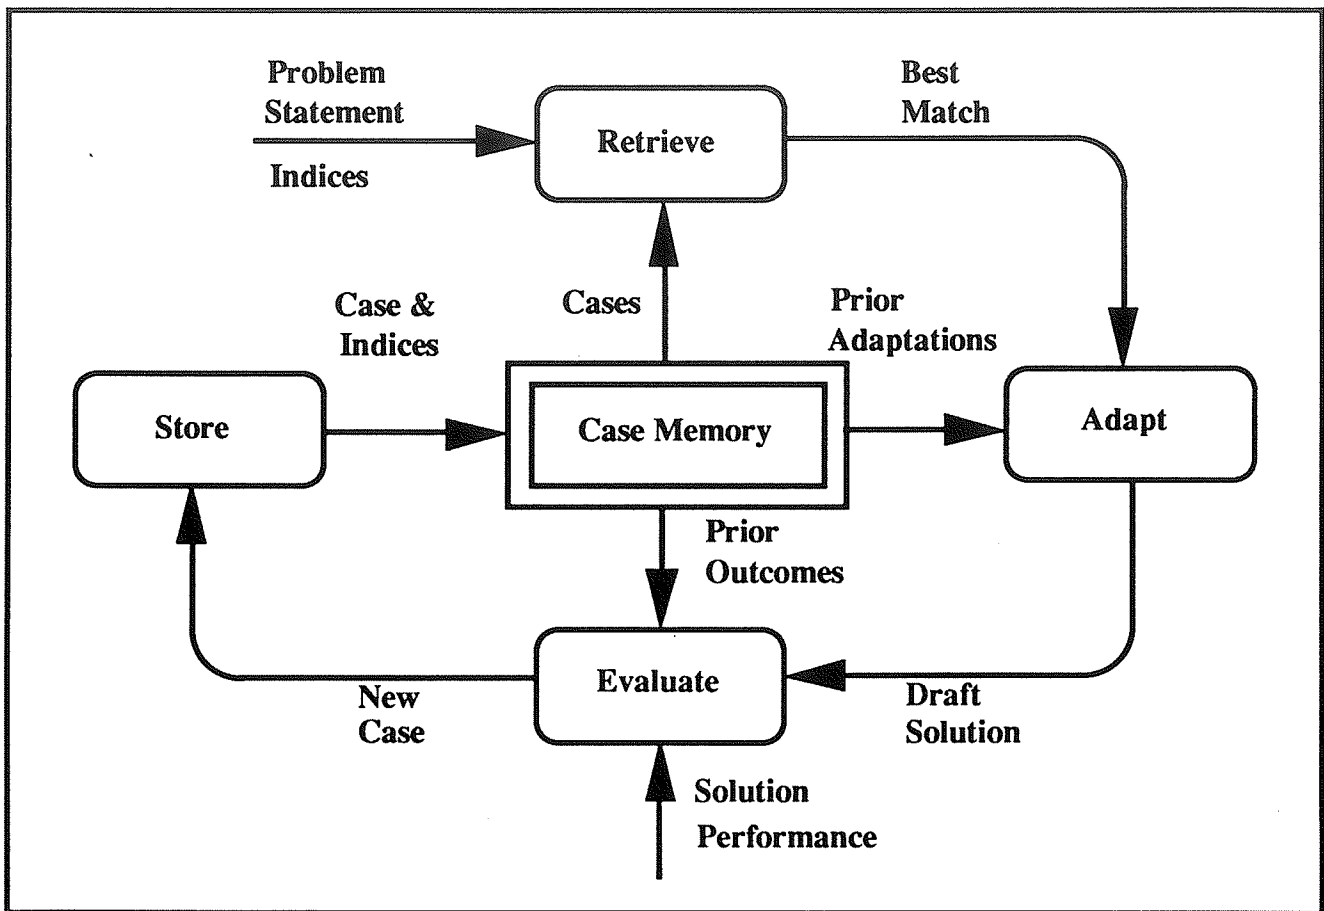 Problem
Statement
Indices
Retrieve
Best
Match
Case &
Indices
Cases
Prior
Adaptations
Store
Case Memory
Adapt
Prior
Outcomes
Evaluate
New
Case
Draft
Solution
Solution
Performance